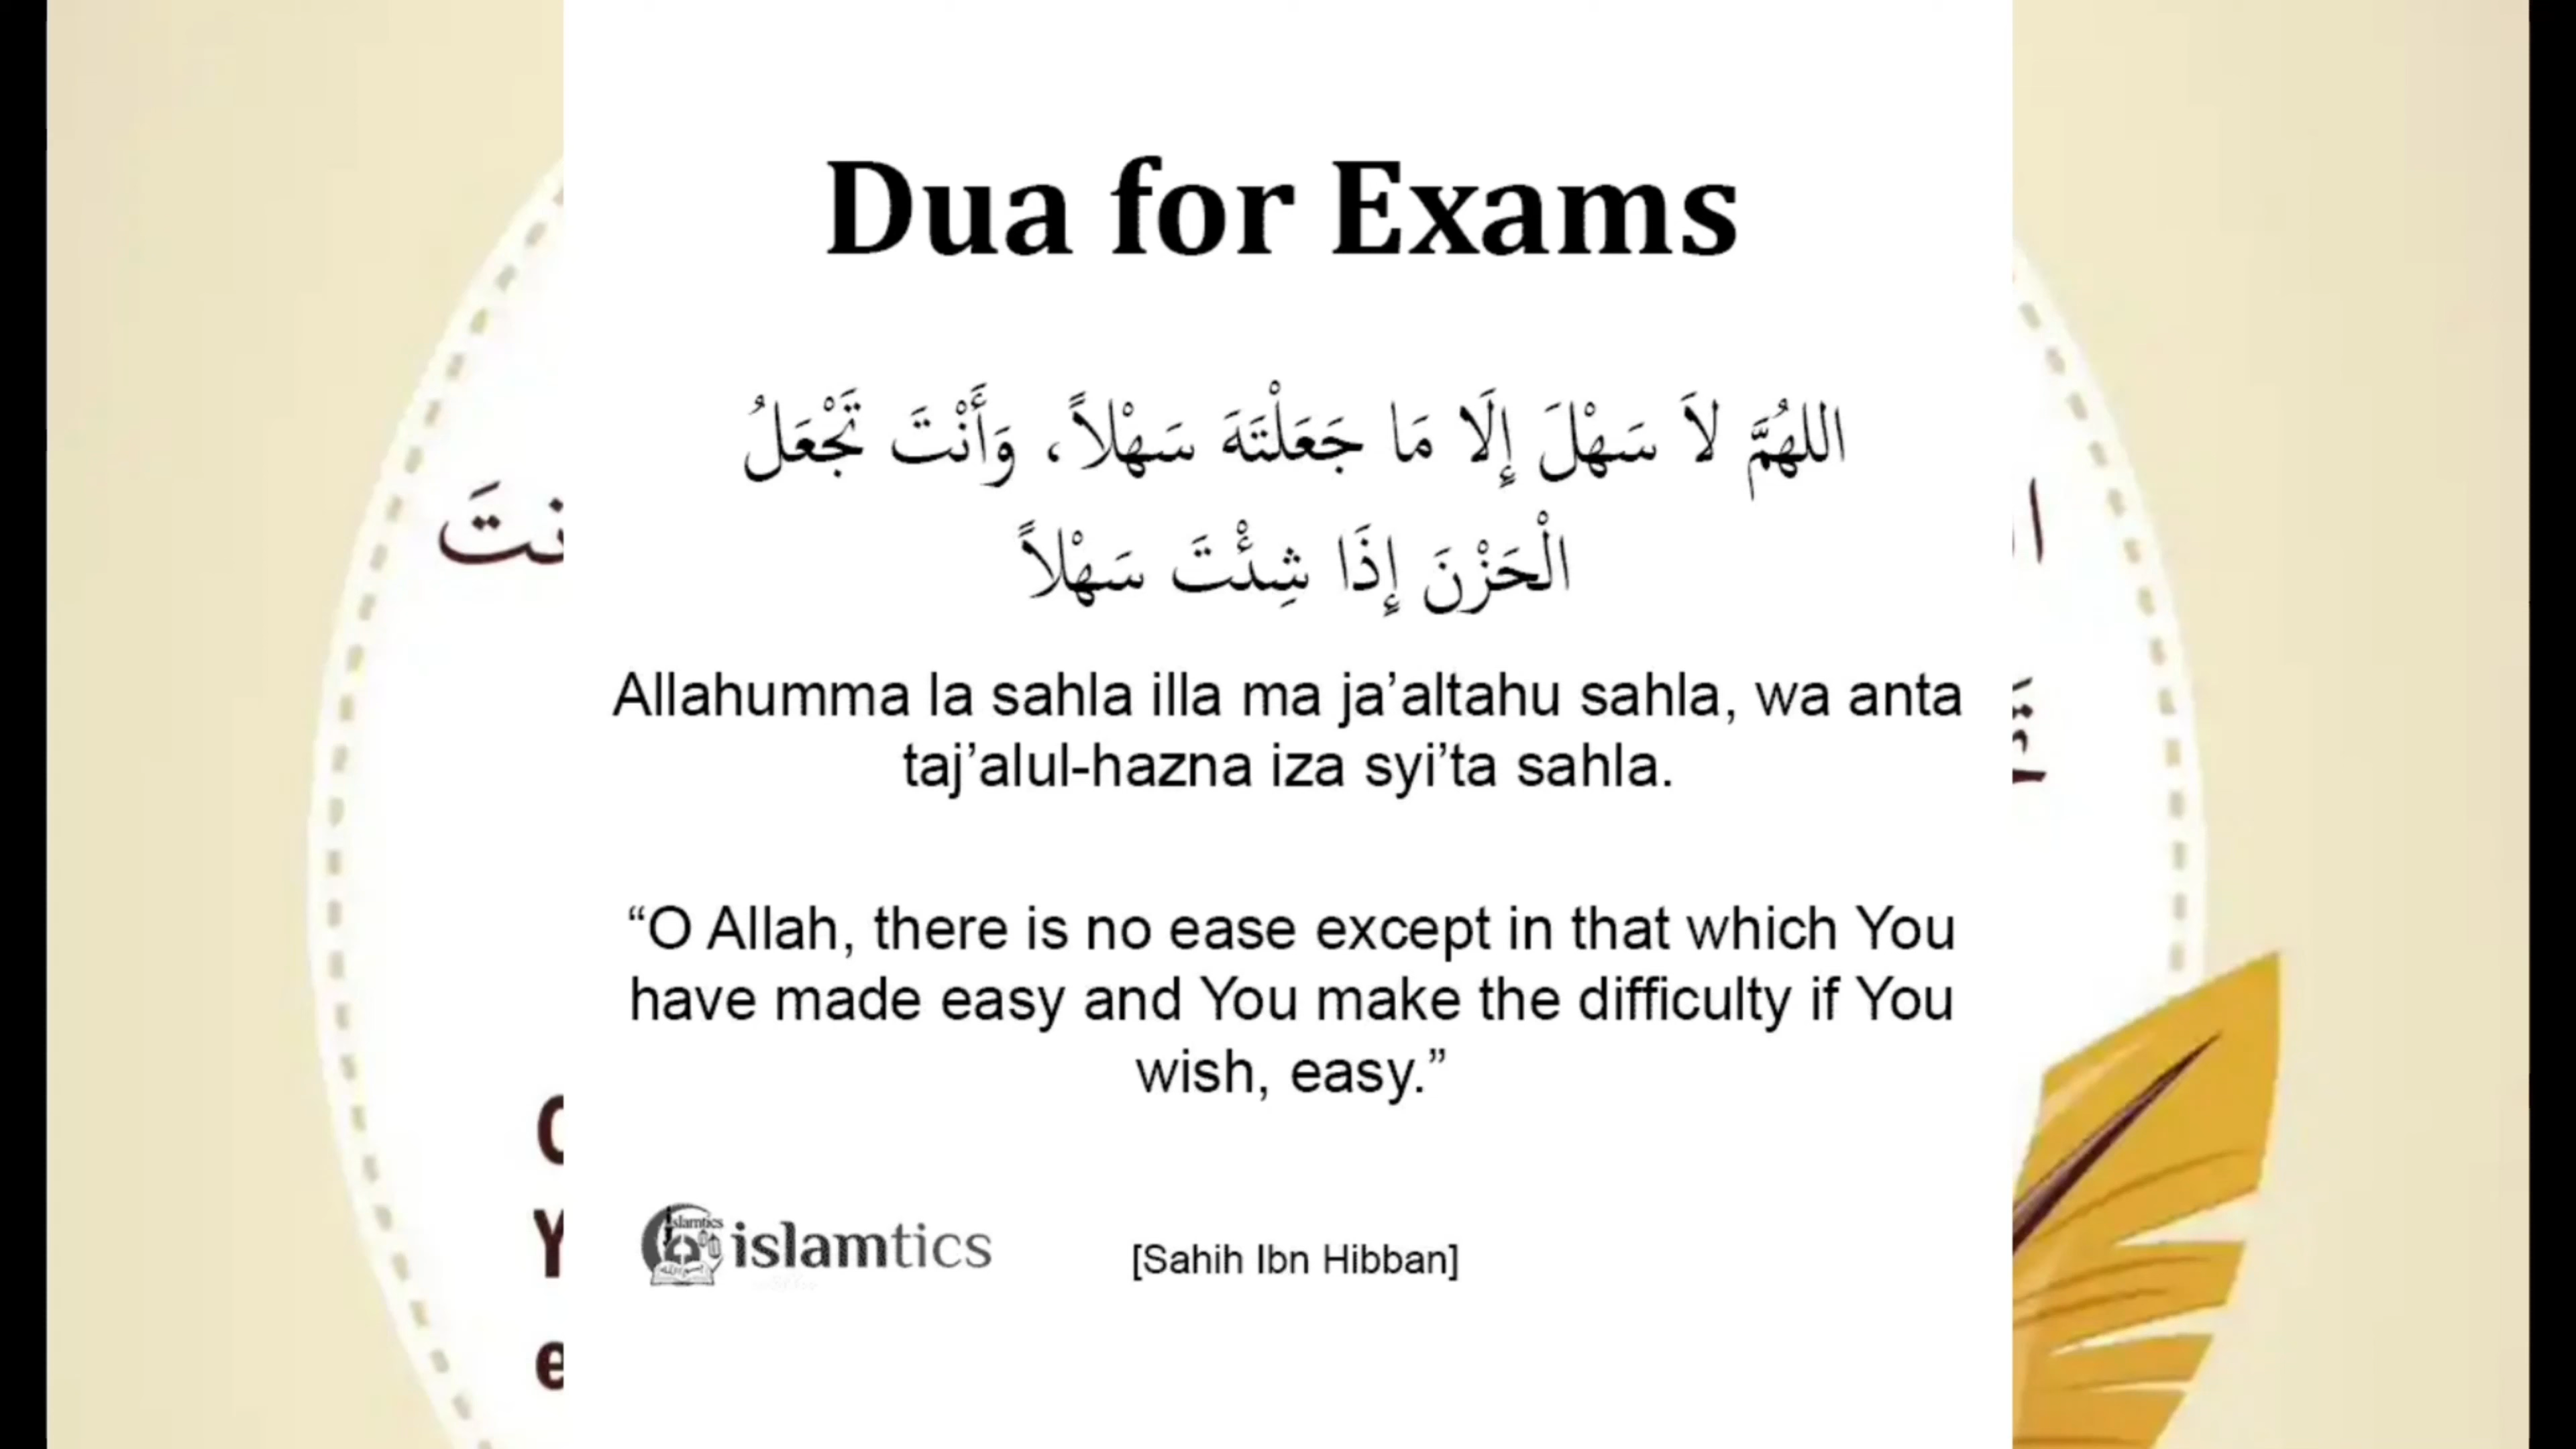 Dua for Exams
اللهُمَّ لاَ سَهْلَ إِلَا مَا جَعَلْتَهَ سَهْلاً، وَأَنْتَ تَجْعَلُ
الْحَزْنَ إِذَا شِئْتَ سَهْلاً
Allahumma la sahla illa ma ja’altahu sahla, wa anta
taj’alul-hazna iza syi’ta sahla.
“O Allah, there is no ease except in that which You
have made easy and You make the difficulty if You
wish, easy.”
islamtics
[Sahih Ibn Hibban]